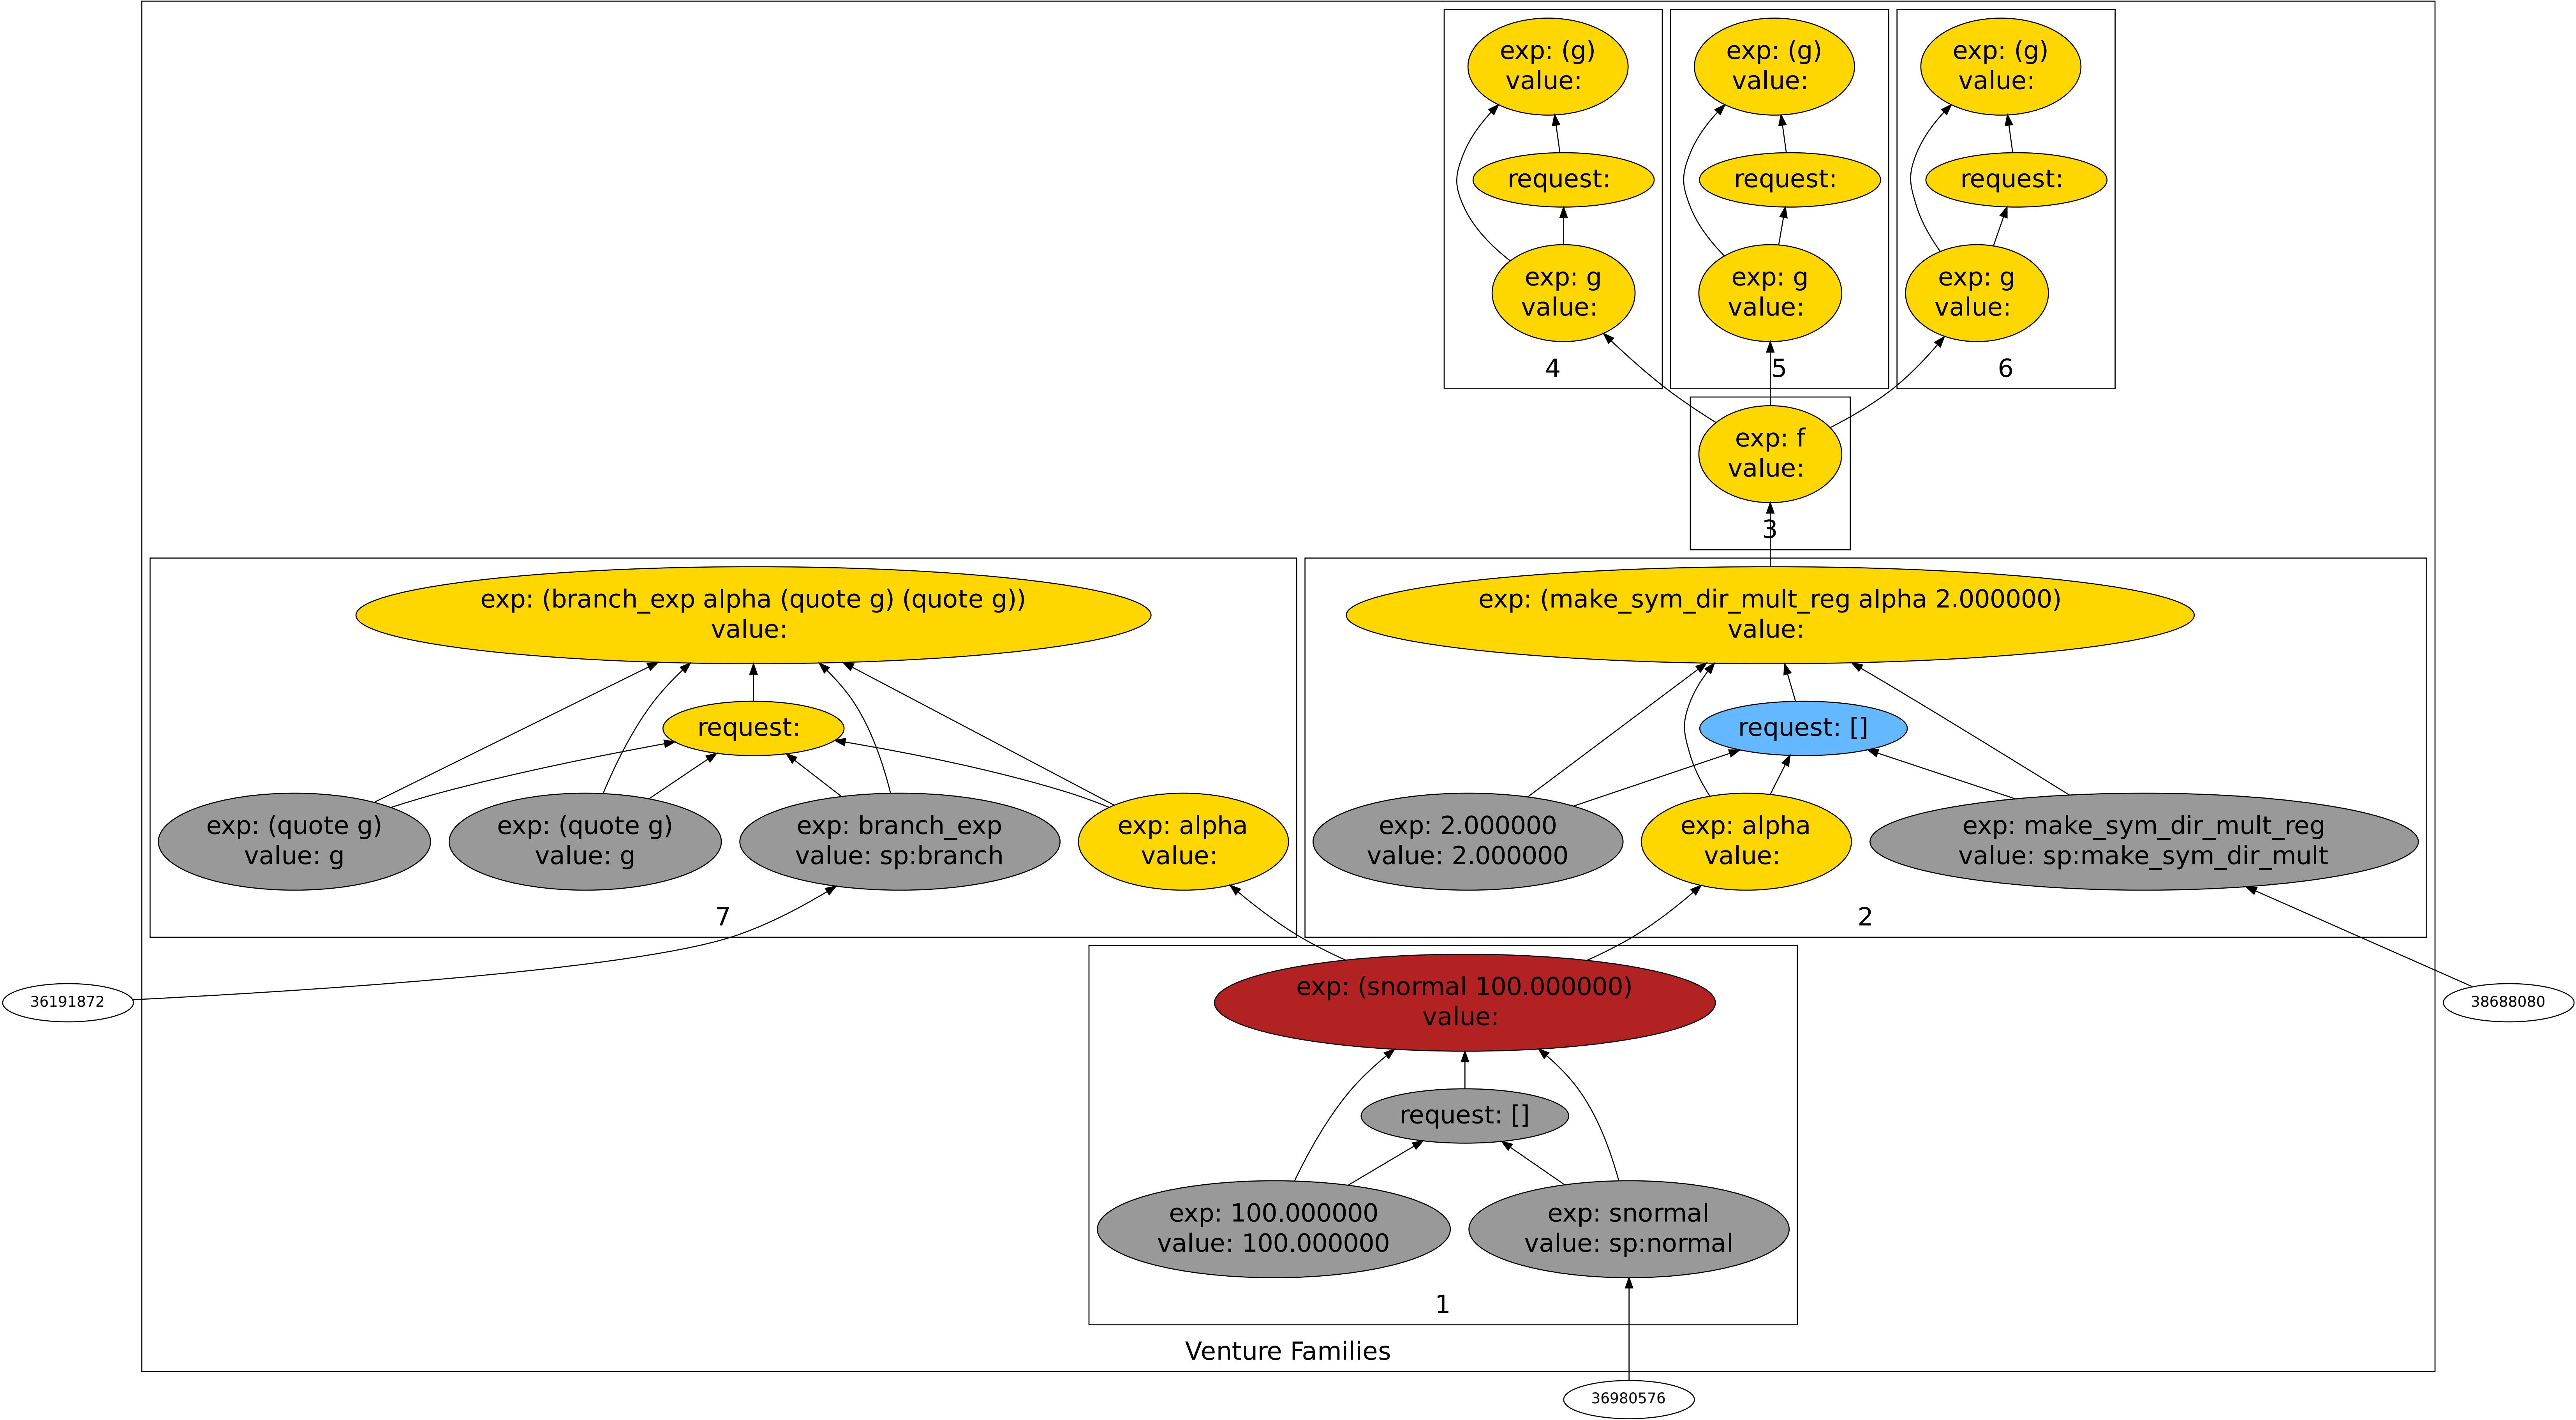 exp: (g)
value:
exp: (g)
value:
exp: (g)
value:
request:
request:
request:
exp: g
value:
exp: g
value:
exp: g
value:
4
5
6
exp: f
value:
3
exp: (branch_exp alpha (quote g) (quote g))
value:
exp: (make_sym_dir_mult_reg alpha 2.000000)
value:
request:
request: []
exp: (quote g)
value: g
exp: (quote g)
value: g
exp: branch_exp
value: sp:branch
exp: alpha
value:
exp: 2.000000
value: 2.000000
exp: alpha
value:
exp: make_sym_dir_mult_reg
value: sp:make_sym_dir_mult
7
2
36191872
exp: (snormal 100.000000)
value:
38688080
request: []
exp: 100.000000
value: 100.000000
exp: snormal
value: sp:normal
1
Venture Families
36980576